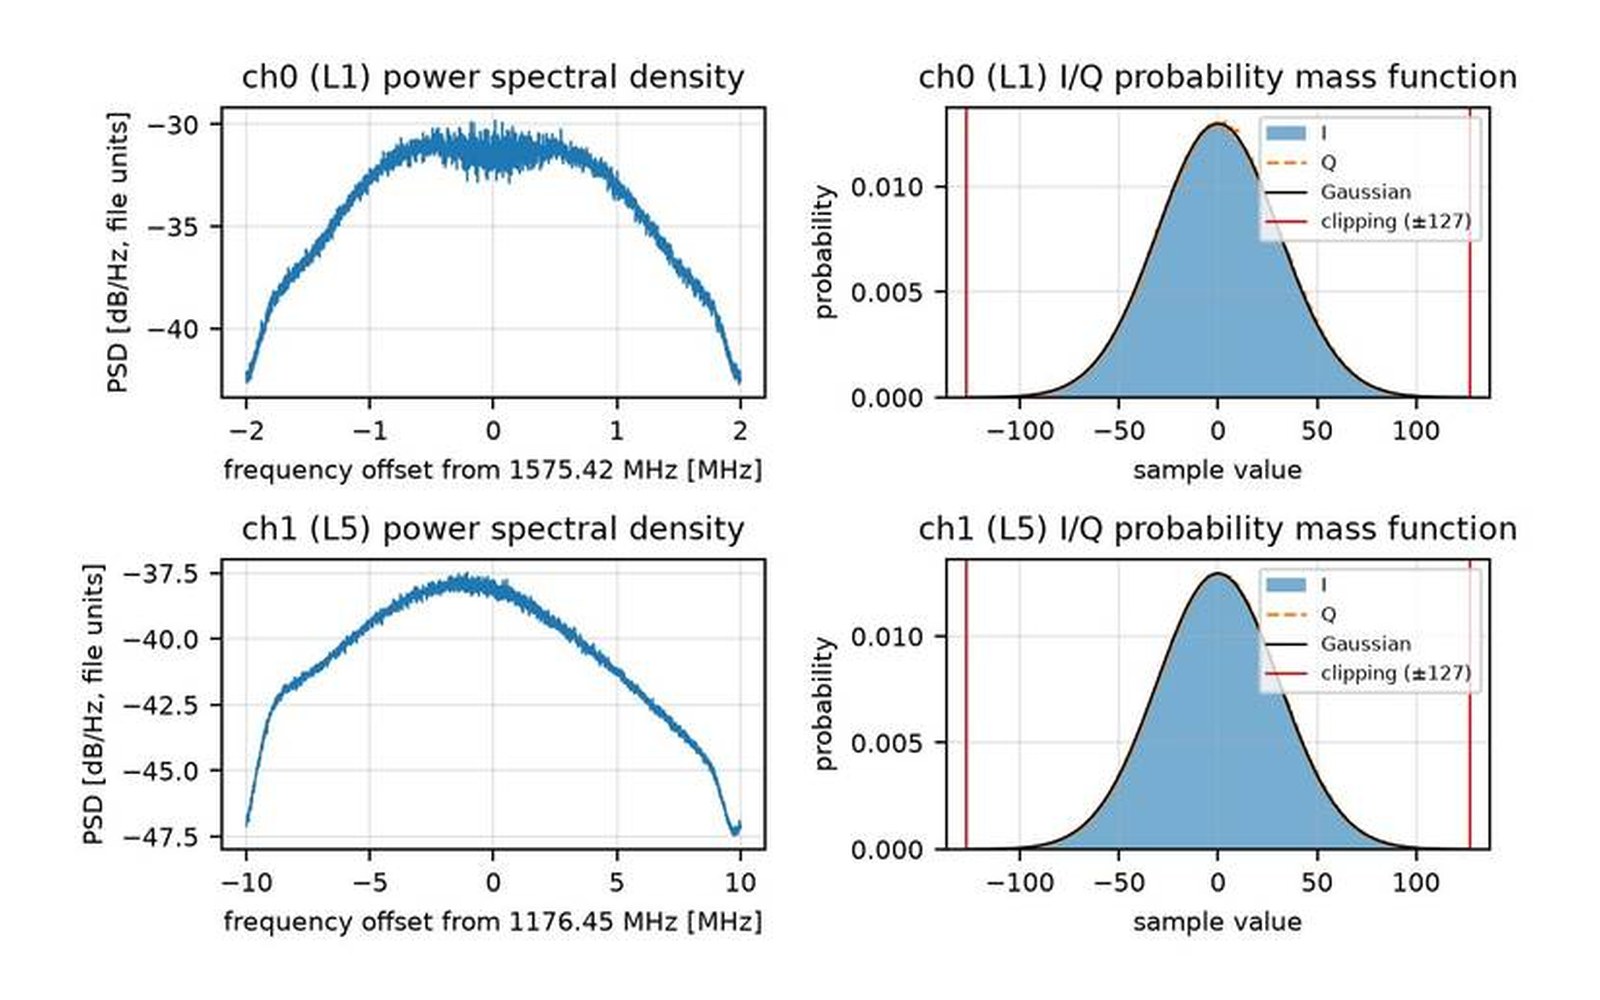 ch0 (L1) power spectral density
PSD [dB/Hz, file units]
−30
−35
−40
−2 −1 0 1 2
frequency offset from 1575.42 MHz [MHz]
ch0 (L1) I/Q probability mass function
probability
0.010
0.005
0.000
−100 −50 0 50 100
sample value
I
Q
Gaussian
clipping (±127)
ch1 (L5) power spectral density
PSD [dB/Hz, file units]
−37.5
−40.0
−42.5
−45.0
−47.5
−10 −5 0 5 10
frequency offset from 1176.45 MHz [MHz]
ch1 (L5) I/Q probability mass function
probability
0.010
0.005
0.000
−100 −50 0 50 100
sample value
I
Q
Gaussian
clipping (±127)